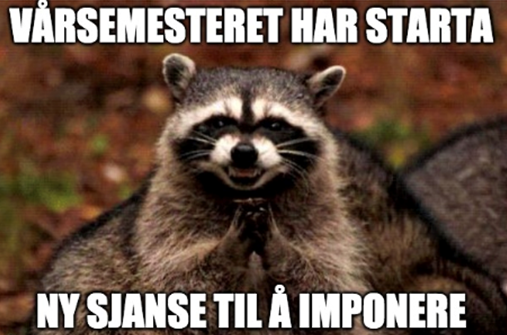 VÅRSEMESTERET HAR STARTA
NY SJANSE TIL Å IMPONERE